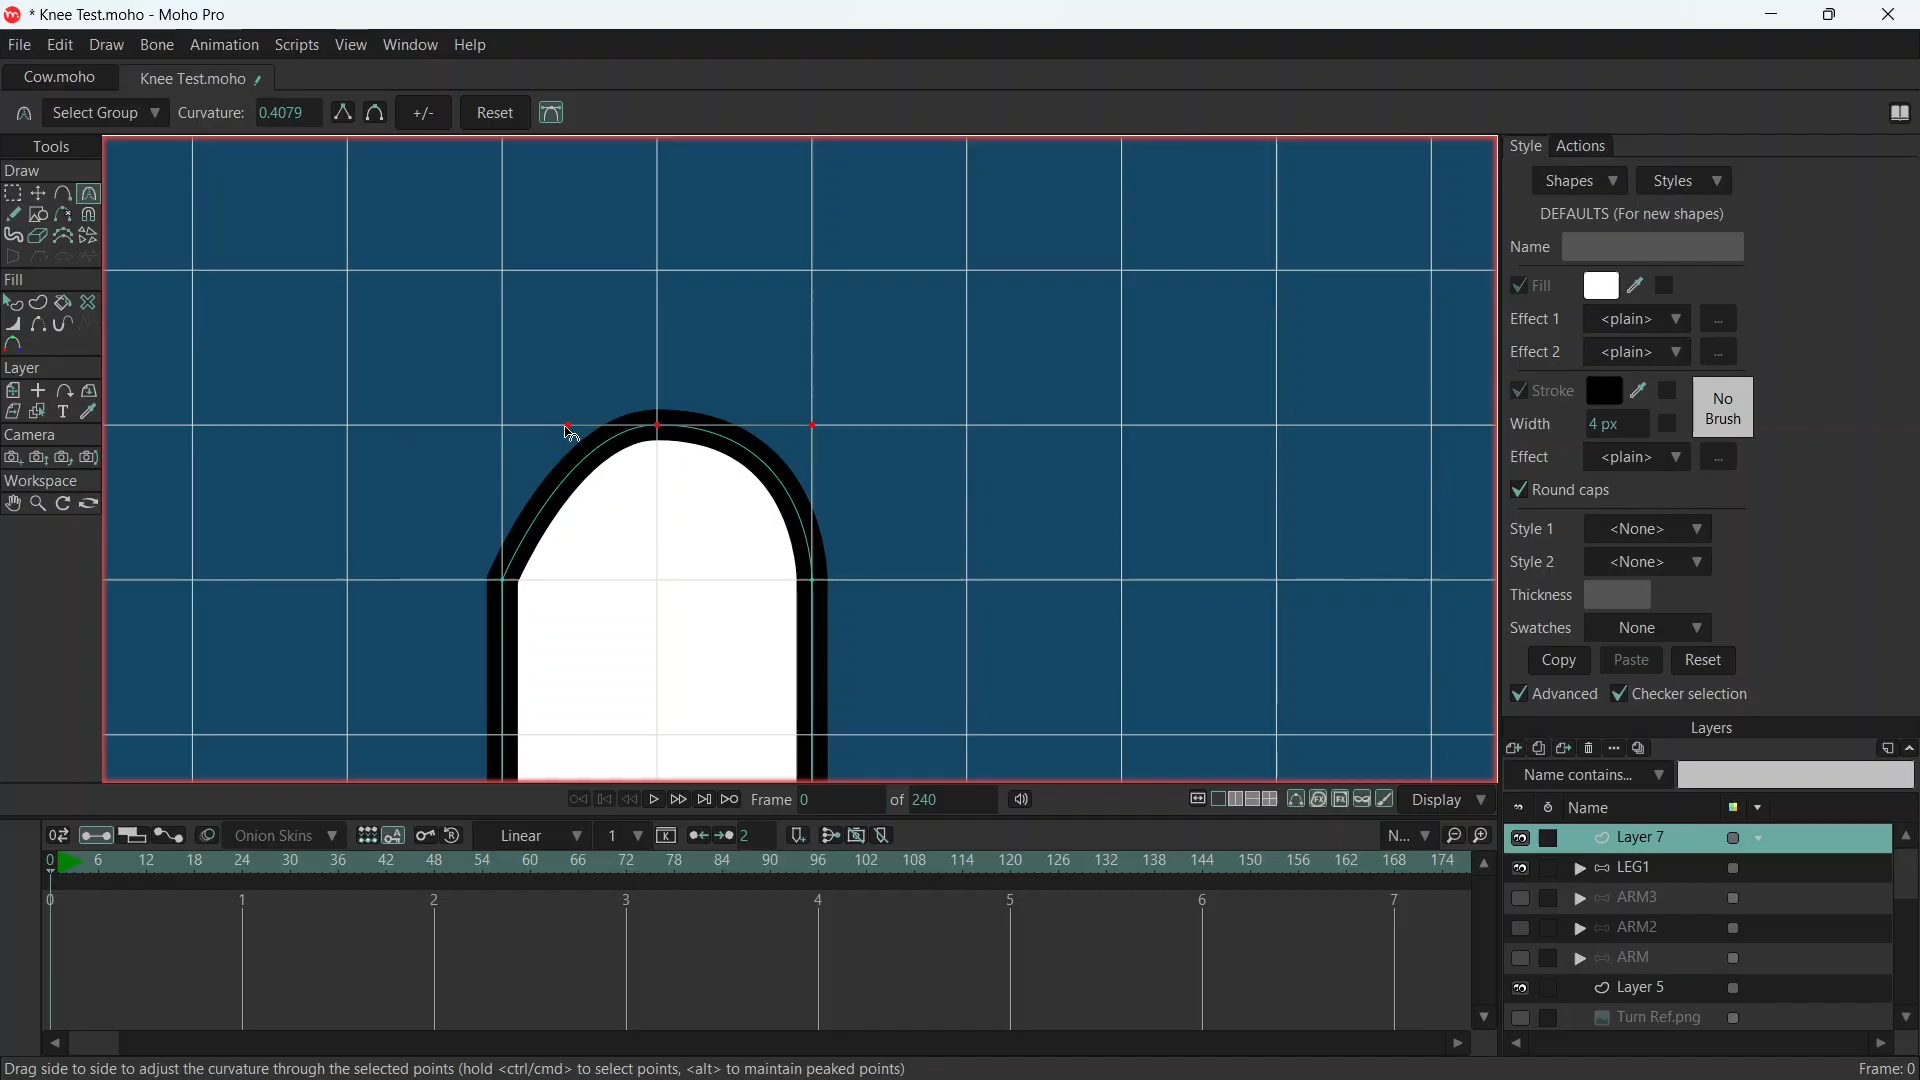 * Knee Test.moho - Moho Pro
File Edit Draw Bone Animation Scripts View Window Help
Cow.moho Knee Test.moho
Select Group Curvature: 0.4079 +/- Reset
Tools
Draw
Fill
Layer
Camera
Workspace
Style Actions
Shapes Styles
DEFAULTS (For new shapes)
Name
Fill
Effect 1 <plain> ...
Effect 2 <plain> ...
Stroke
No
Brush
Width 4 px
Effect <plain> ...
Round caps
Style 1 <None>
Style 2 <None>
Thickness
Swatches None
Copy Paste Reset
Advanced Checker selection
Layers
Name contains...
Name
Layer 7
LEG1
ARM3
ARM2
ARM
Layer 5
Turn Ref.png
Frame 0 of 240 Display
Onion Skins Linear 1 2 N...
0 6 12 18 24 30 36 42 48 54 60 66 72 78 84 90 96 102 108 114 120 126 132 138 144 150 156 162 168 174
0 1 2 3 4 5 6 7
Drag side to side to adjust the curvature through the selected points (hold <ctrl/cmd> to select points, <alt> to maintain peaked points) Frame: 0